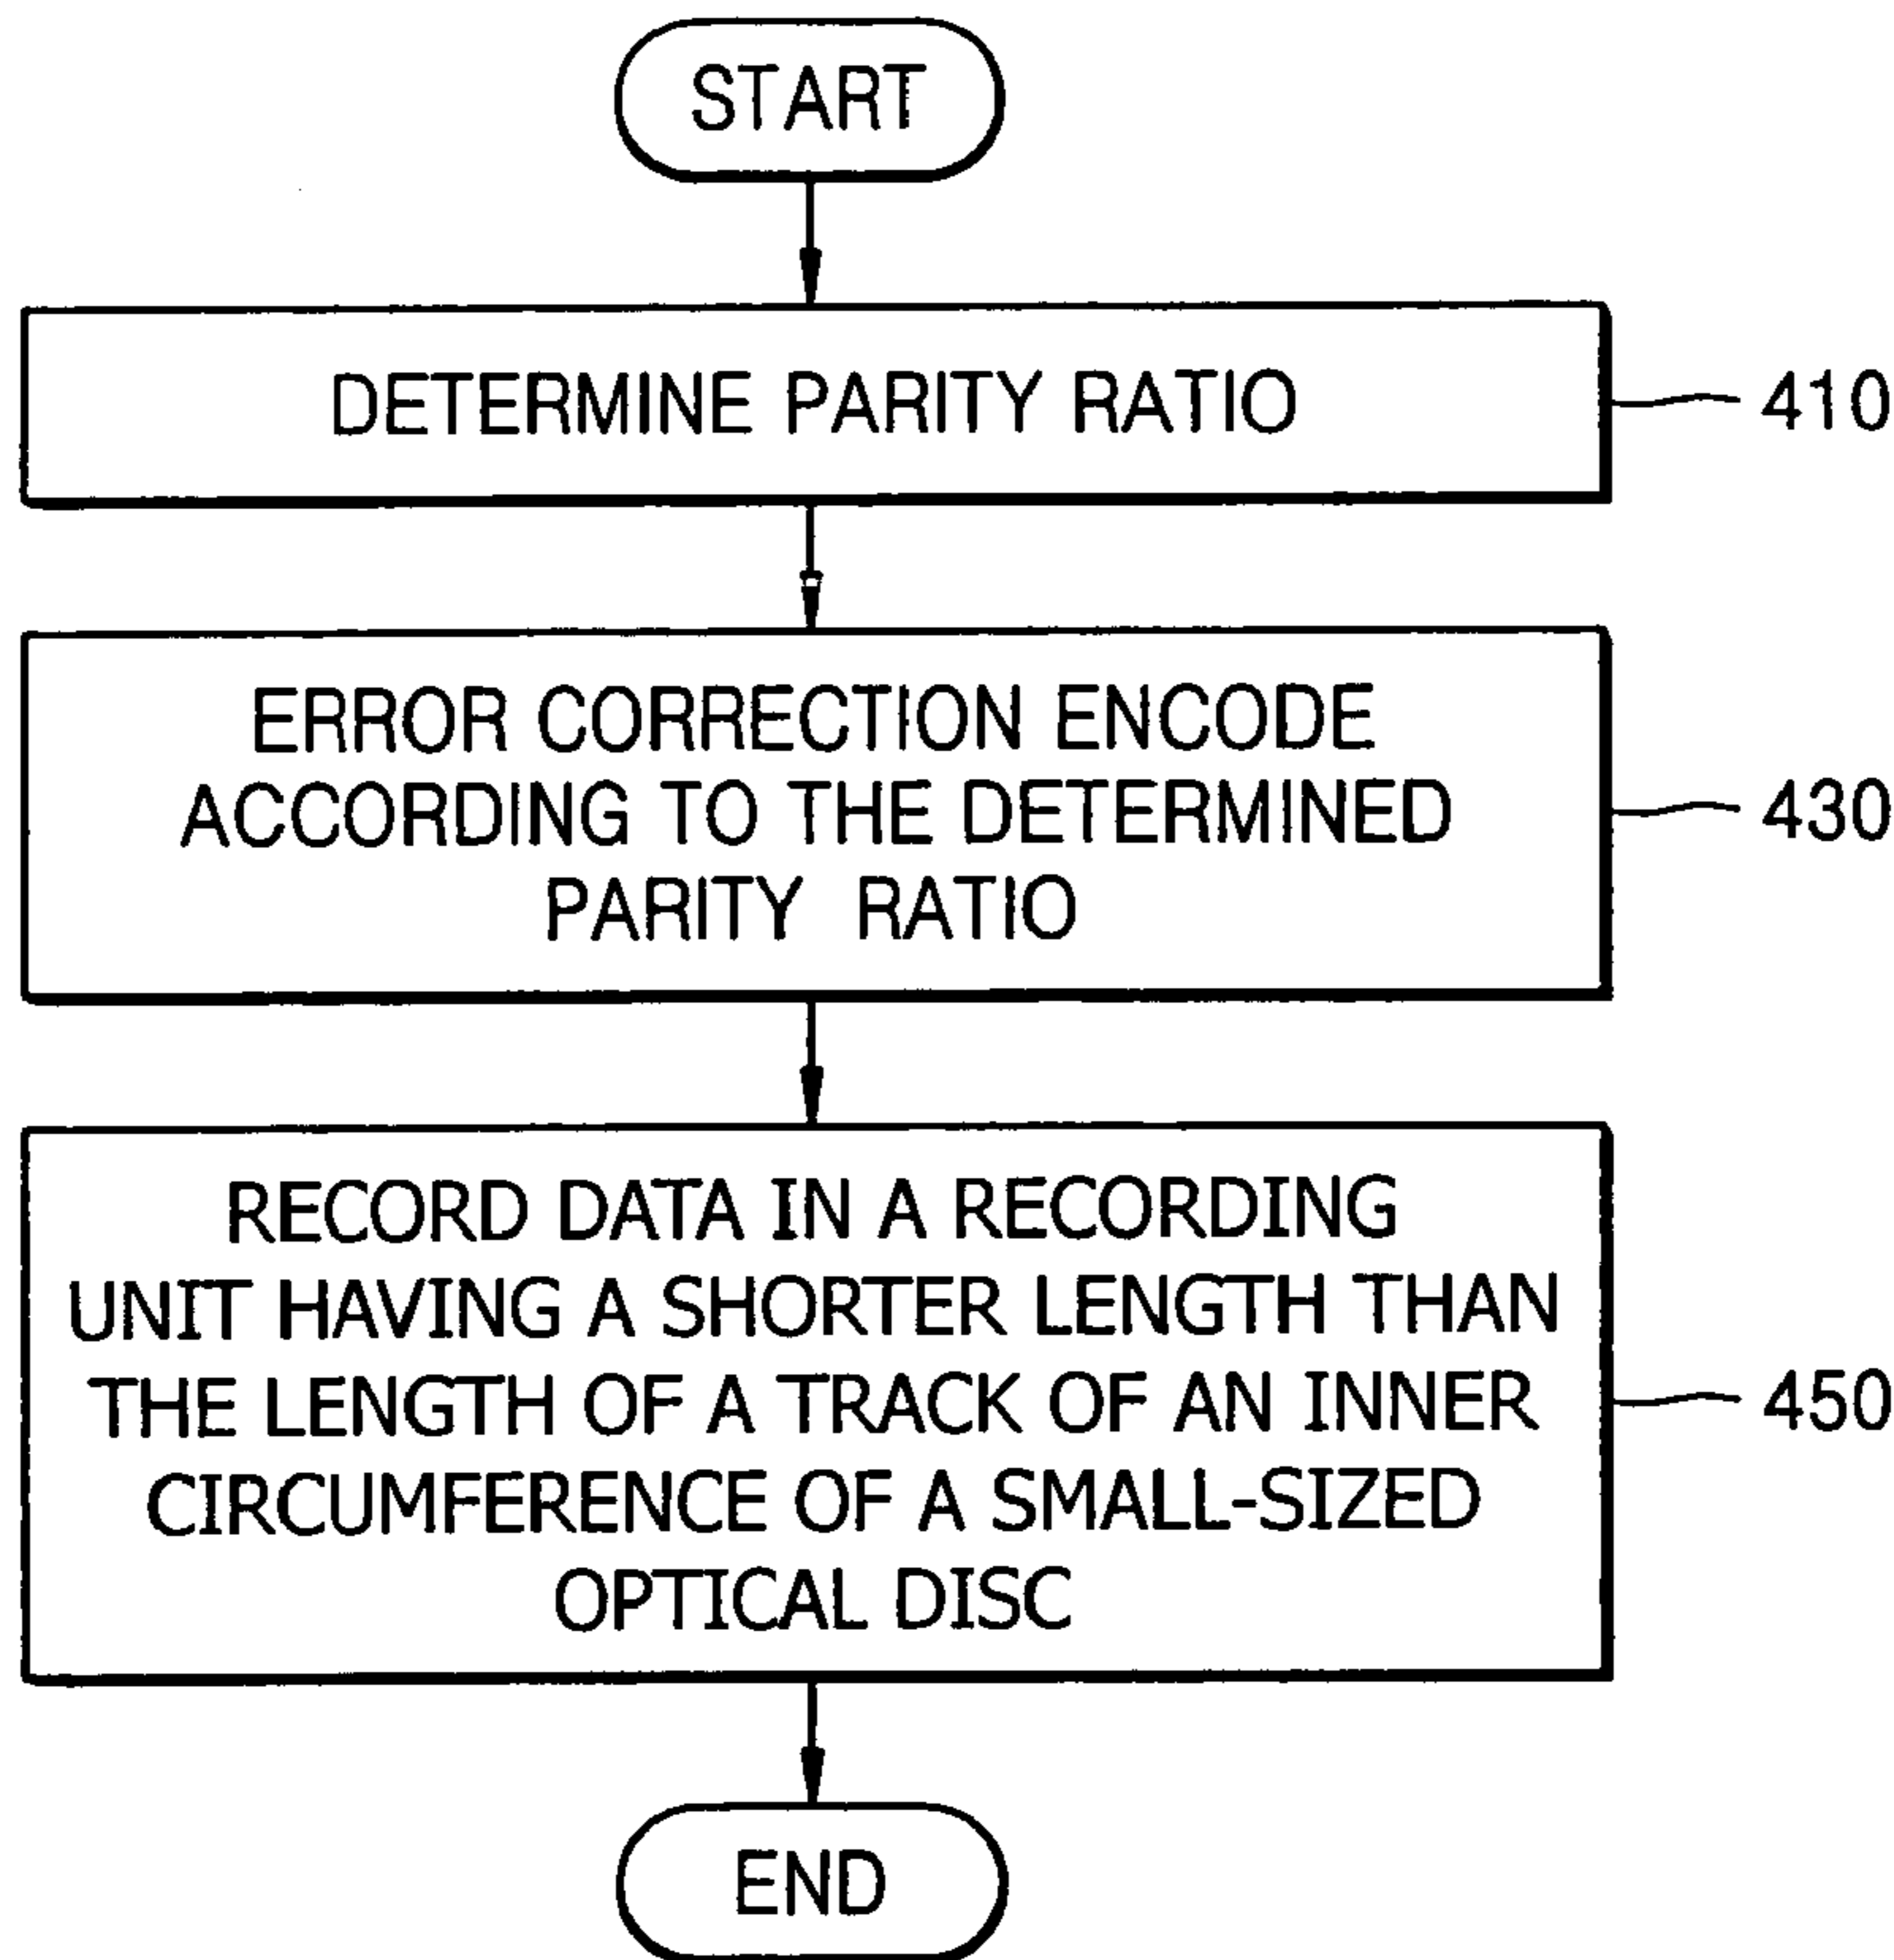 START
DETERMINE PARITY RATIO
410
ERROR CORRECTION ENCODE
ACCORDING TO THE DETERMINED
PARITY RATIO
430
RECORD DATA IN A RECORDING
UNIT HAVING A SHORTER LENGTH THAN
THE LENGTH OF A TRACK OF AN INNER
CIRCUMFERENCE OF A SMALL-SIZED
OPTICAL DISC
450
END